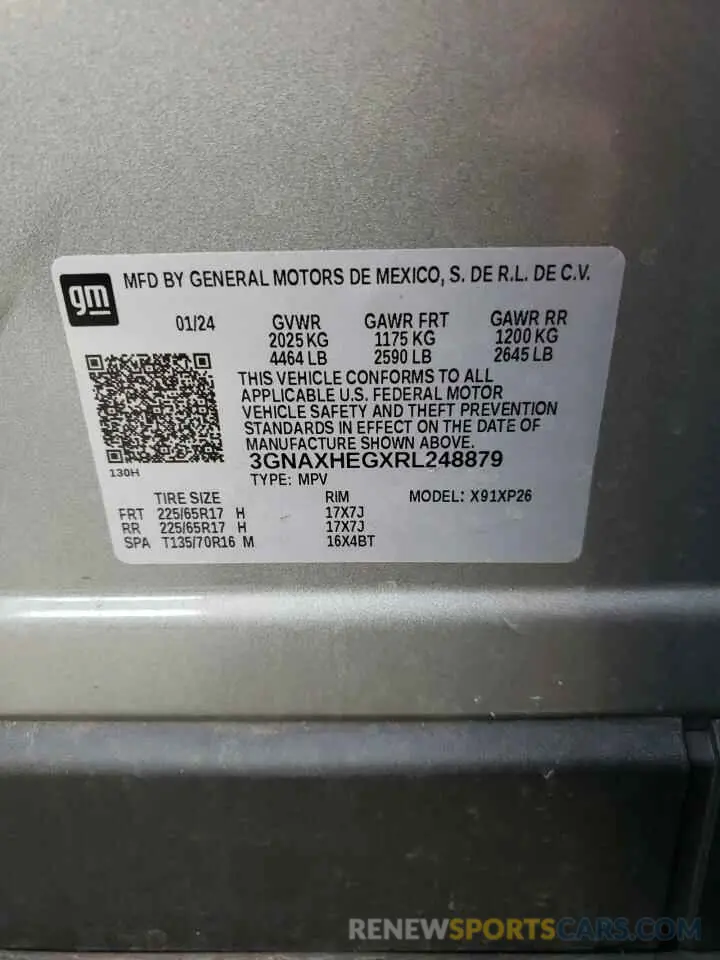 gm
MFD BY GENERAL MOTORS DE MEXICO, S. DE R.L. DE C.V.
01/24 GVWR GAWR FRT GAWR RR
2025 KG 1175 KG 1200 KG
4464 LB 2590 LB 2645 LB
THIS VEHICLE CONFORMS TO ALL
APPLICABLE U.S. FEDERAL MOTOR
VEHICLE SAFETY AND THEFT PREVENTION
STANDARDS IN EFFECT ON THE DATE OF
MANUFACTURE SHOWN ABOVE.
130H
3GNAXHEGXRL248879
TYPE: MPV
TIRE SIZE RIM MODEL: X91XP26
FRT 225/65R17 H 17X7J
RR 225/65R17 H 17X7J
SPA T135/70R16 M 16X4BT
RENEWSPORTSCARS.COM